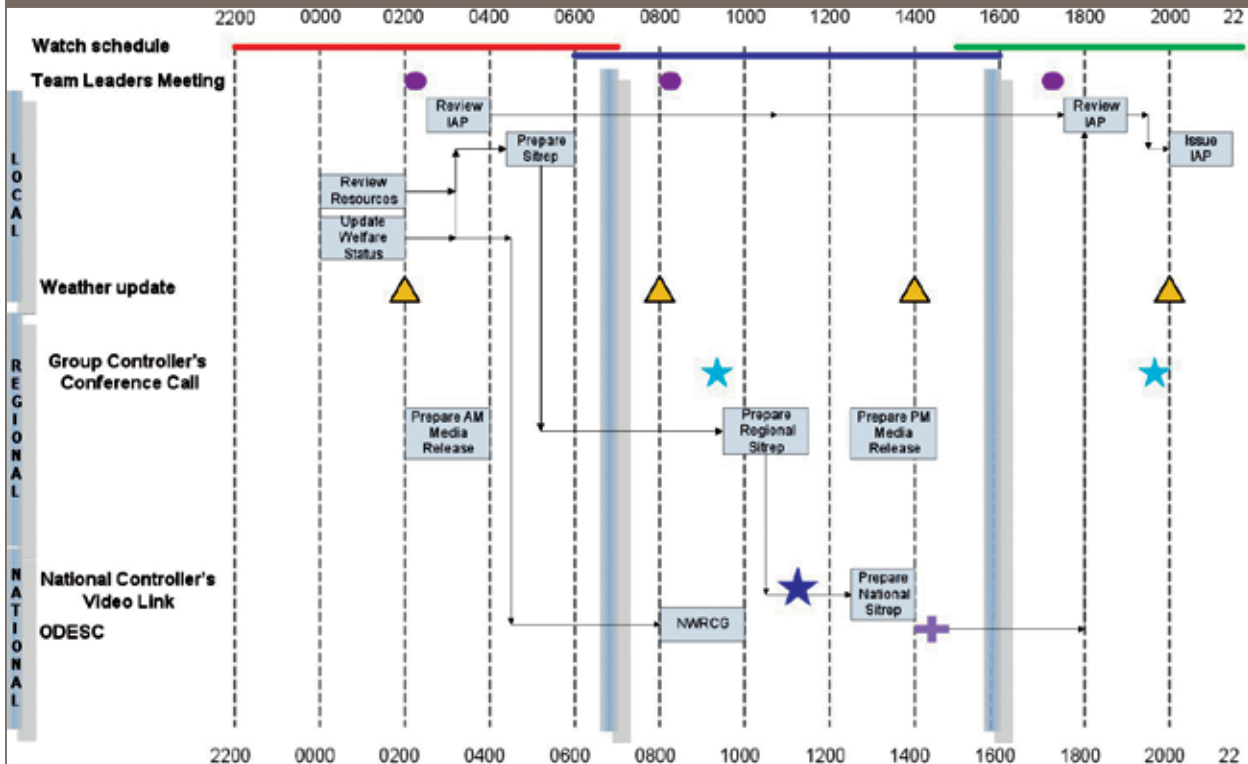 2200 0000 0200 0400 0600 0800 1000 1200 1400 1600 1800 2000 22
Watch schedule
Team Leaders Meeting
Review
IAP
Review
IAP
Prepare
Sitrep
Issue
IAP
LOCAL
Review
Resources
Update
Welfare
Status
Weather update
REGIONAL
Group Controller's
Conference Call
Prepare AM
Media
Release
Prepare
Regional
Sitrep
Prepare PM
Media
Release
NATIONAL
National Controller's
Video Link
Prepare
National
Sitrep
ODESC
NWRCG
2200 0000 0200 0400 0600 0800 1000 1200 1400 1600 1800 2000 22